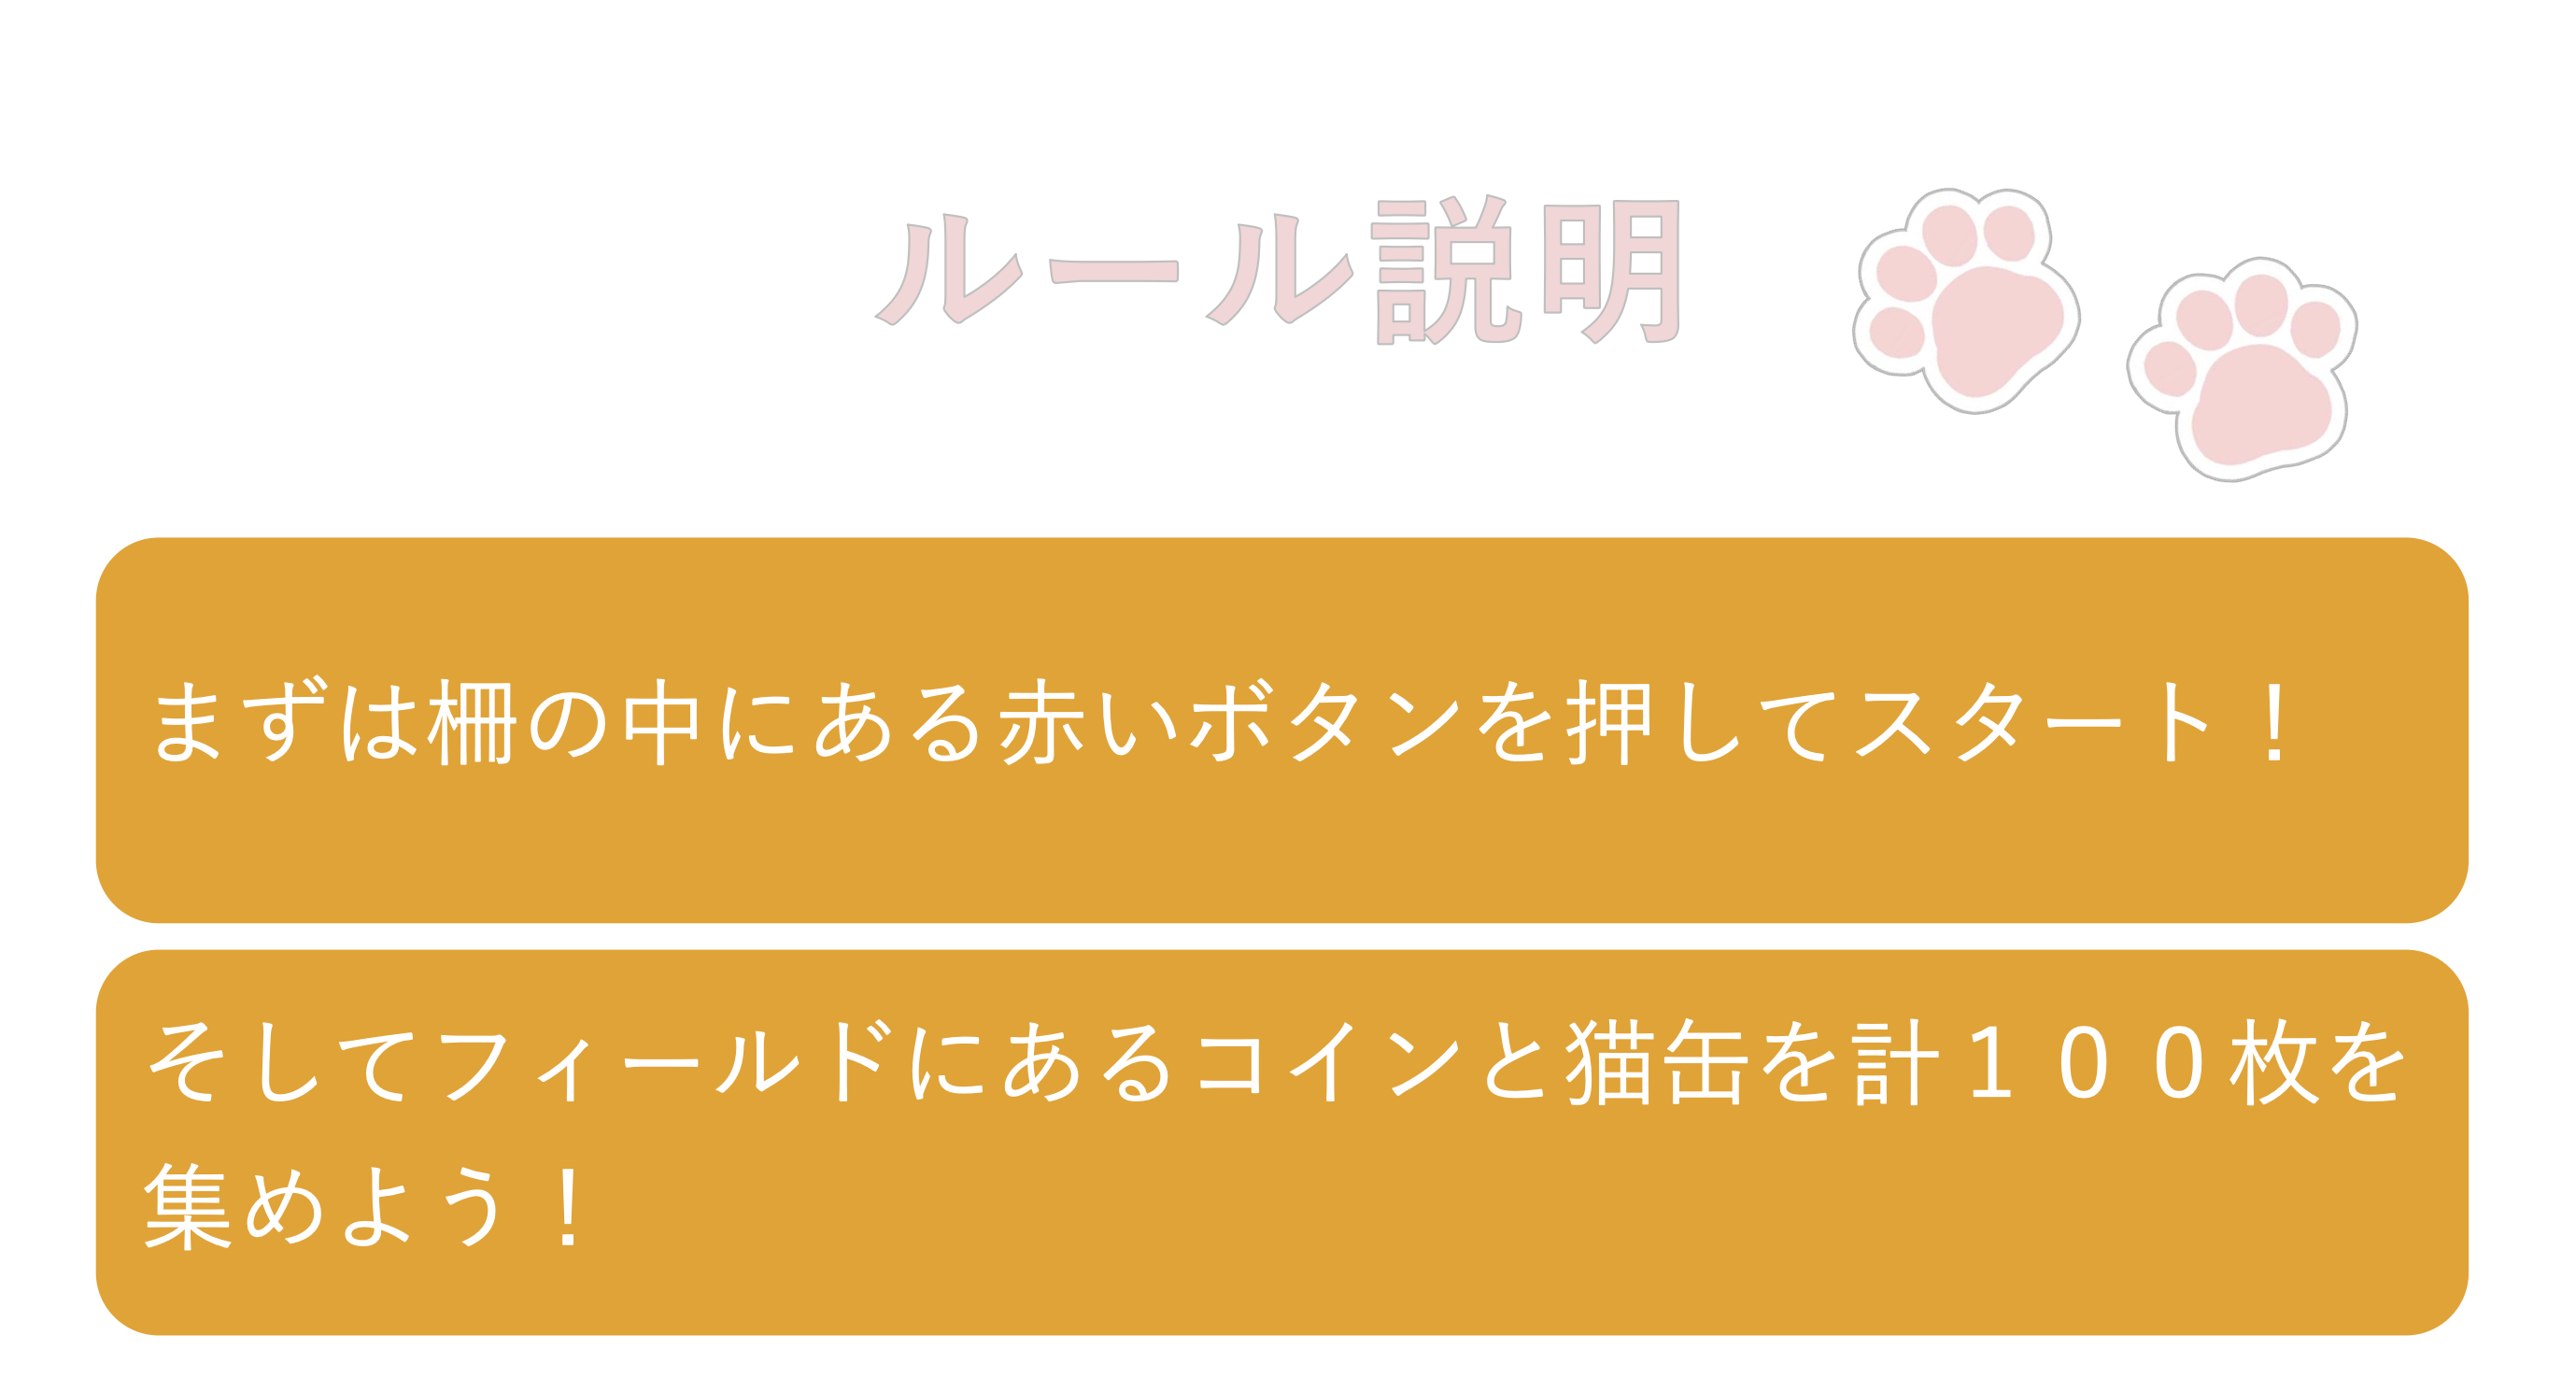 ルール説明
まずは柵の中にある赤いボタンを押してスタート！
そしてフィールドにあるコインと猫缶を計１００枚を
集めよう！